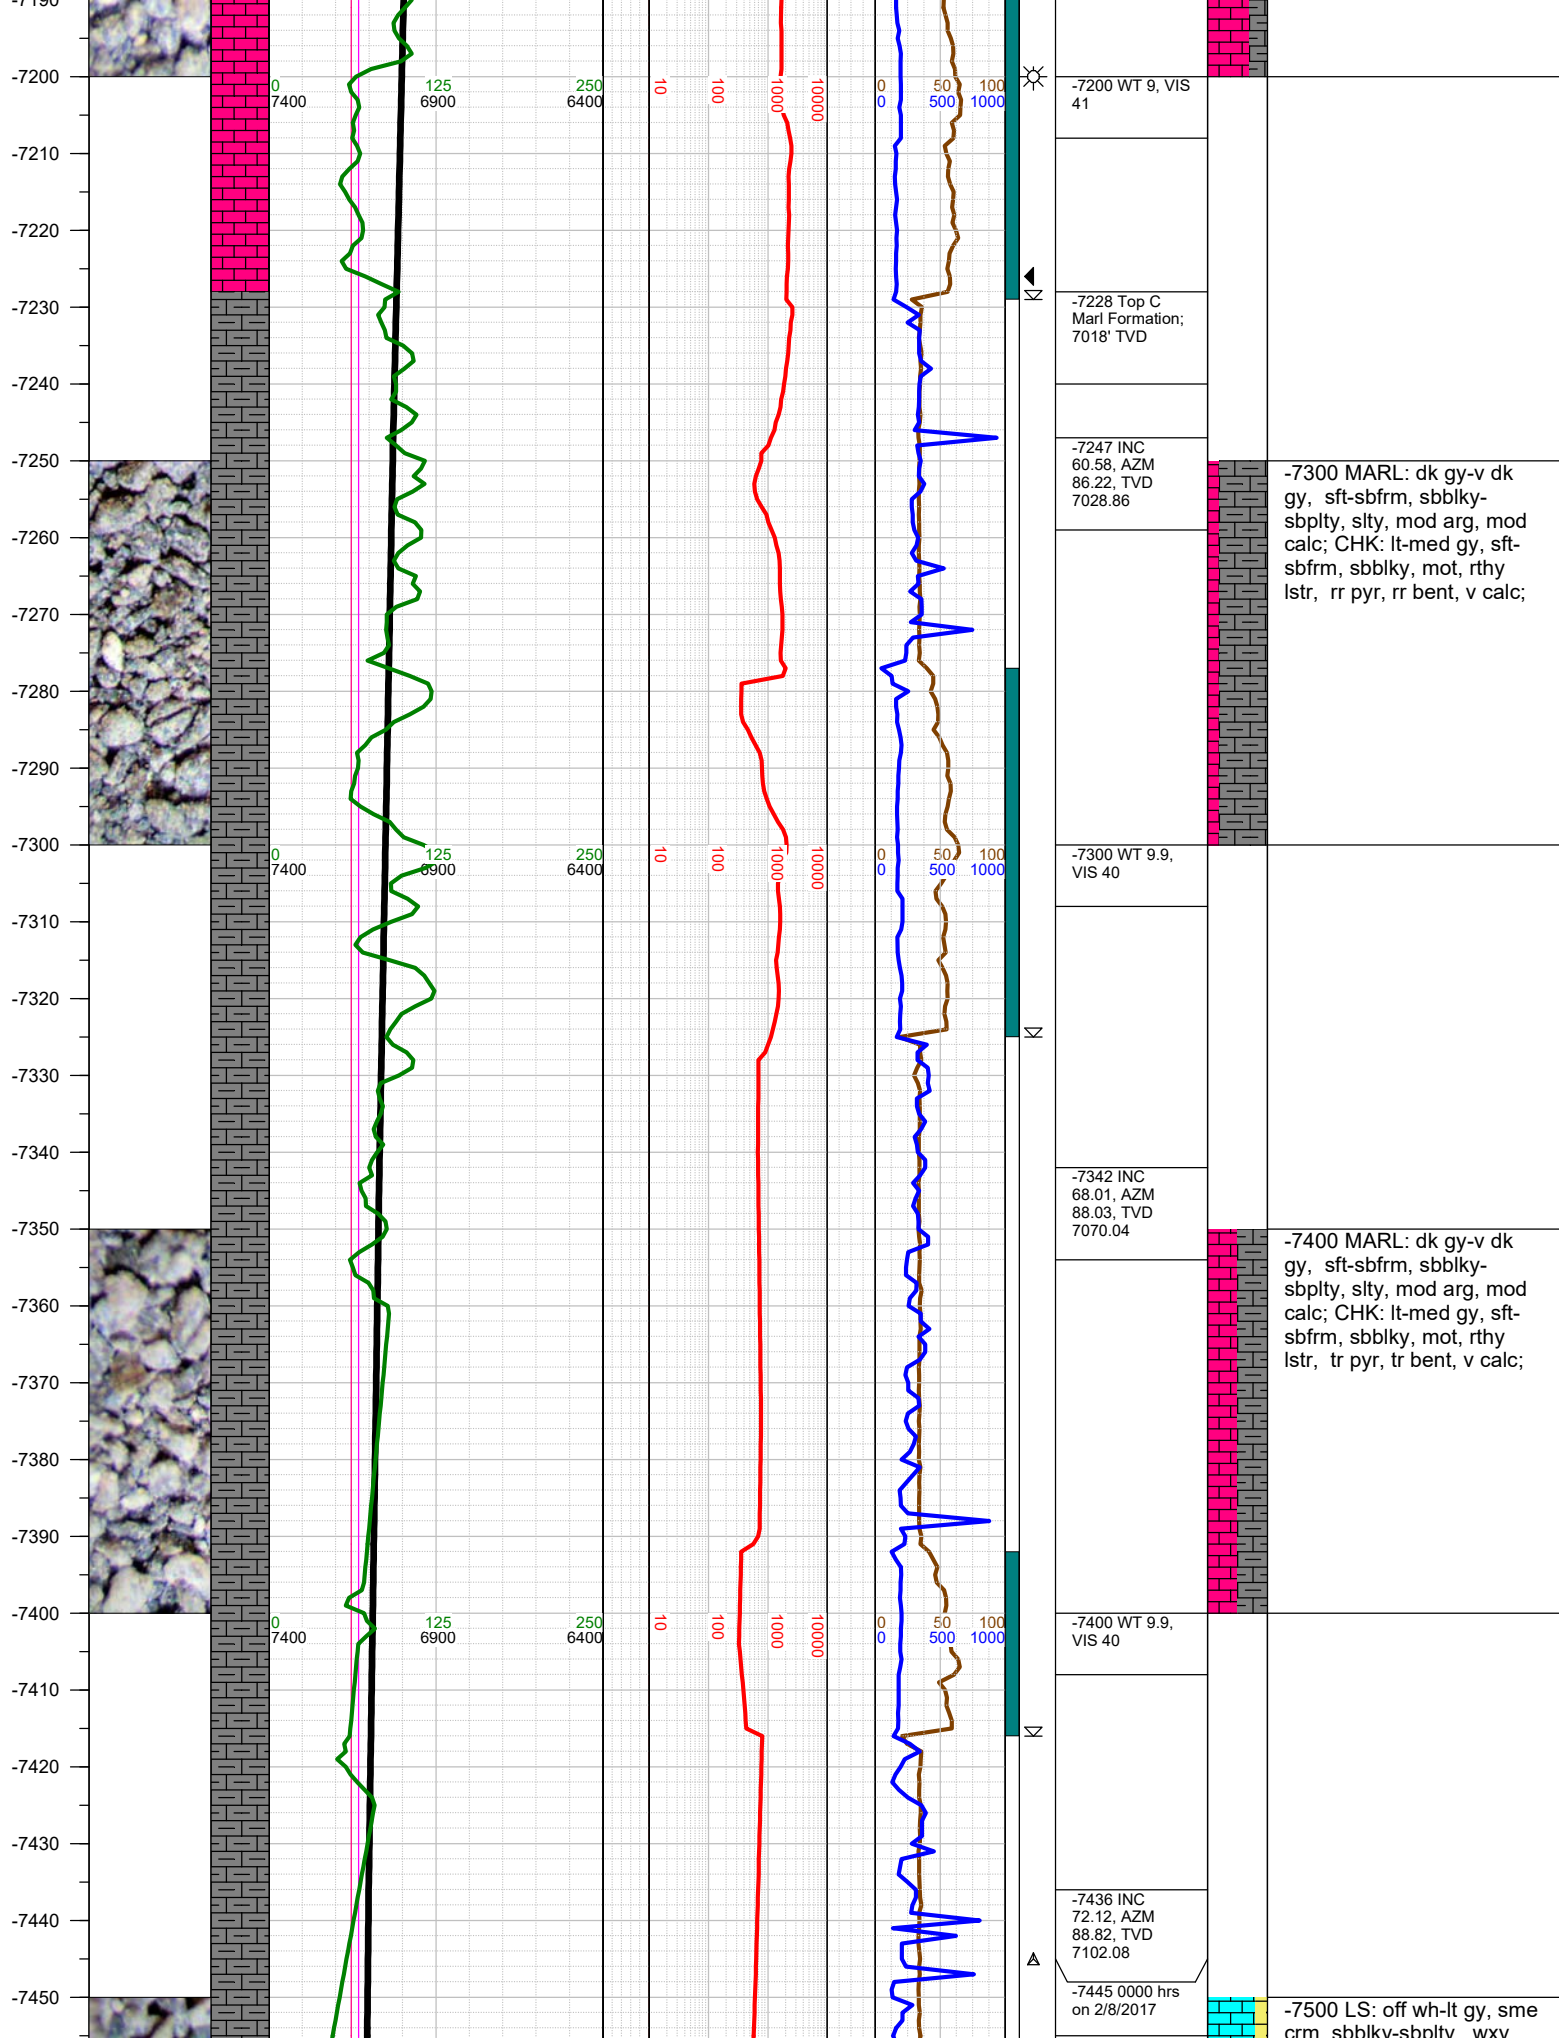 -7190
-7200
0 125 250
7400 6900 6400
10 100 1000 10000
0 50 100
0 500 1000
-7200 WT 9, VIS
41
-7210
-7220
-7230
-7228 Top C
Marl Formation;
7018' TVD
-7240
-7247 INC
60.58, AZM
86.22, TVD
7028.86
-7250
-7300 MARL: dk gy-v dk
gy, sft-sbfrm, sbblky-
sbplty, slty, mod arg, mod
calc; CHK: lt-med gy, sft-
sbfrm, sbblky, mot, rthy
lstr, rr pyr, rr bent, v calc;
-7260
-7270
-7280
-7290
-7300
0 125 250
7400 6900 6400
10 100 1000 10000
0 50 100
0 500 1000
-7300 WT 9.9,
VIS 40
-7310
-7320
-7330
-7340
-7342 INC
68.01, AZM
88.03, TVD
7070.04
-7350
-7400 MARL: dk gy-v dk
gy, sft-sbfrm, sbblky-
sbplty, slty, mod arg, mod
calc; CHK: lt-med gy, sft-
sbfrm, sbblky, mot, rthy
lstr, tr pyr, tr bent, v calc;
-7360
-7370
-7380
-7390
-7400
0 125 250
7400 6900 6400
10 100 1000 10000
0 50 100
0 500 1000
-7400 WT 9.9,
VIS 40
-7410
-7420
-7430
-7440
-7436 INC
72.12, AZM
88.82, TVD
7102.08
-7445 0000 hrs
on 2/8/2017
-7450
-7500 LS: off wh-lt gy, sme
crm, sbblky-sbplty, wxy